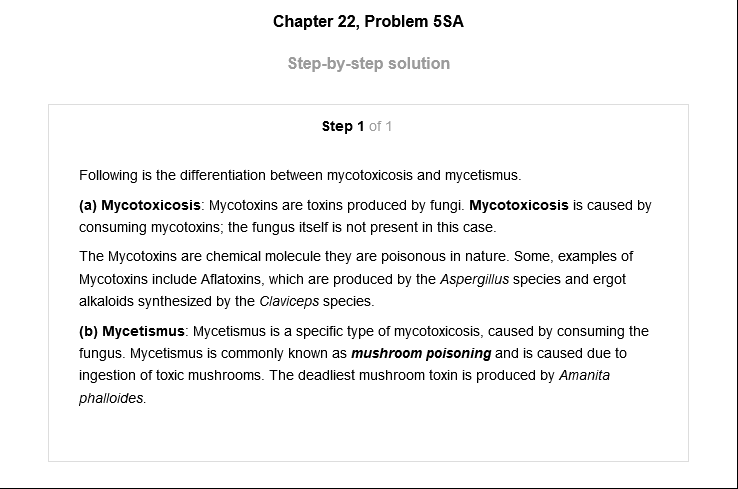 Chapter 22, Problem 5SA
Step-by-step solution
Step 1 of 1
Following is the differentiation between mycotoxicosis and mycetismus.
(a) Mycotoxicosis: Mycotoxins are toxins produced by fungi. Mycotoxicosis is caused by
consuming mycotoxins; the fungus itself is not present in this case.
The Mycotoxins are chemical molecule they are poisonous in nature. Some, examples of
Mycotoxins include Aflatoxins, which are produced by the Aspergillus species and ergot
alkaloids synthesized by the Claviceps species.
(b) Mycetismus: Mycetismus is a specific type of mycotoxicosis, caused by consuming the
fungus. Mycetismus is commonly known as mushroom poisoning and is caused due to
ingestion of toxic mushrooms. The deadliest mushroom toxin is produced by Amanita
phalloides.